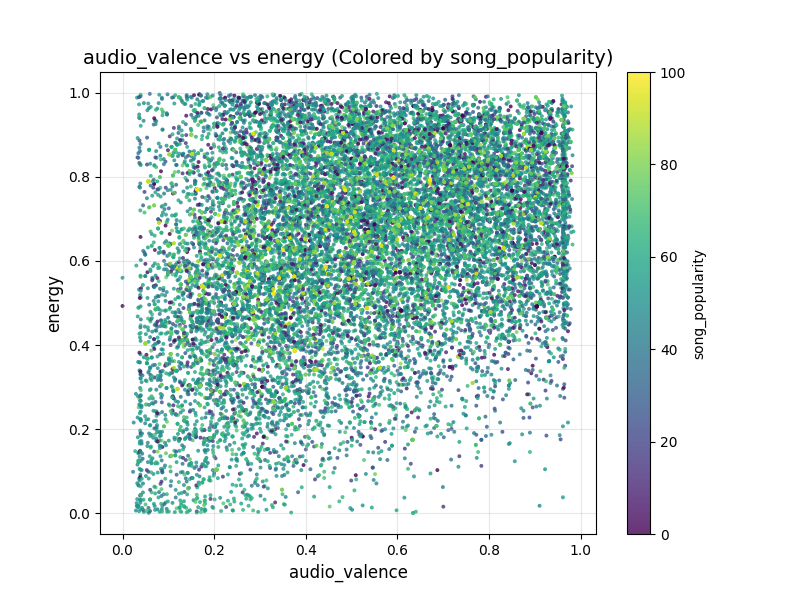 audio_valence vs energy (Colored by song_popularity)
1.0
0.8
0.6
0.4
0.2
0.0
energy
0.0 0.2 0.4 0.6 0.8 1.0
audio_valence
100
80
60
40
20
0
song_popularity